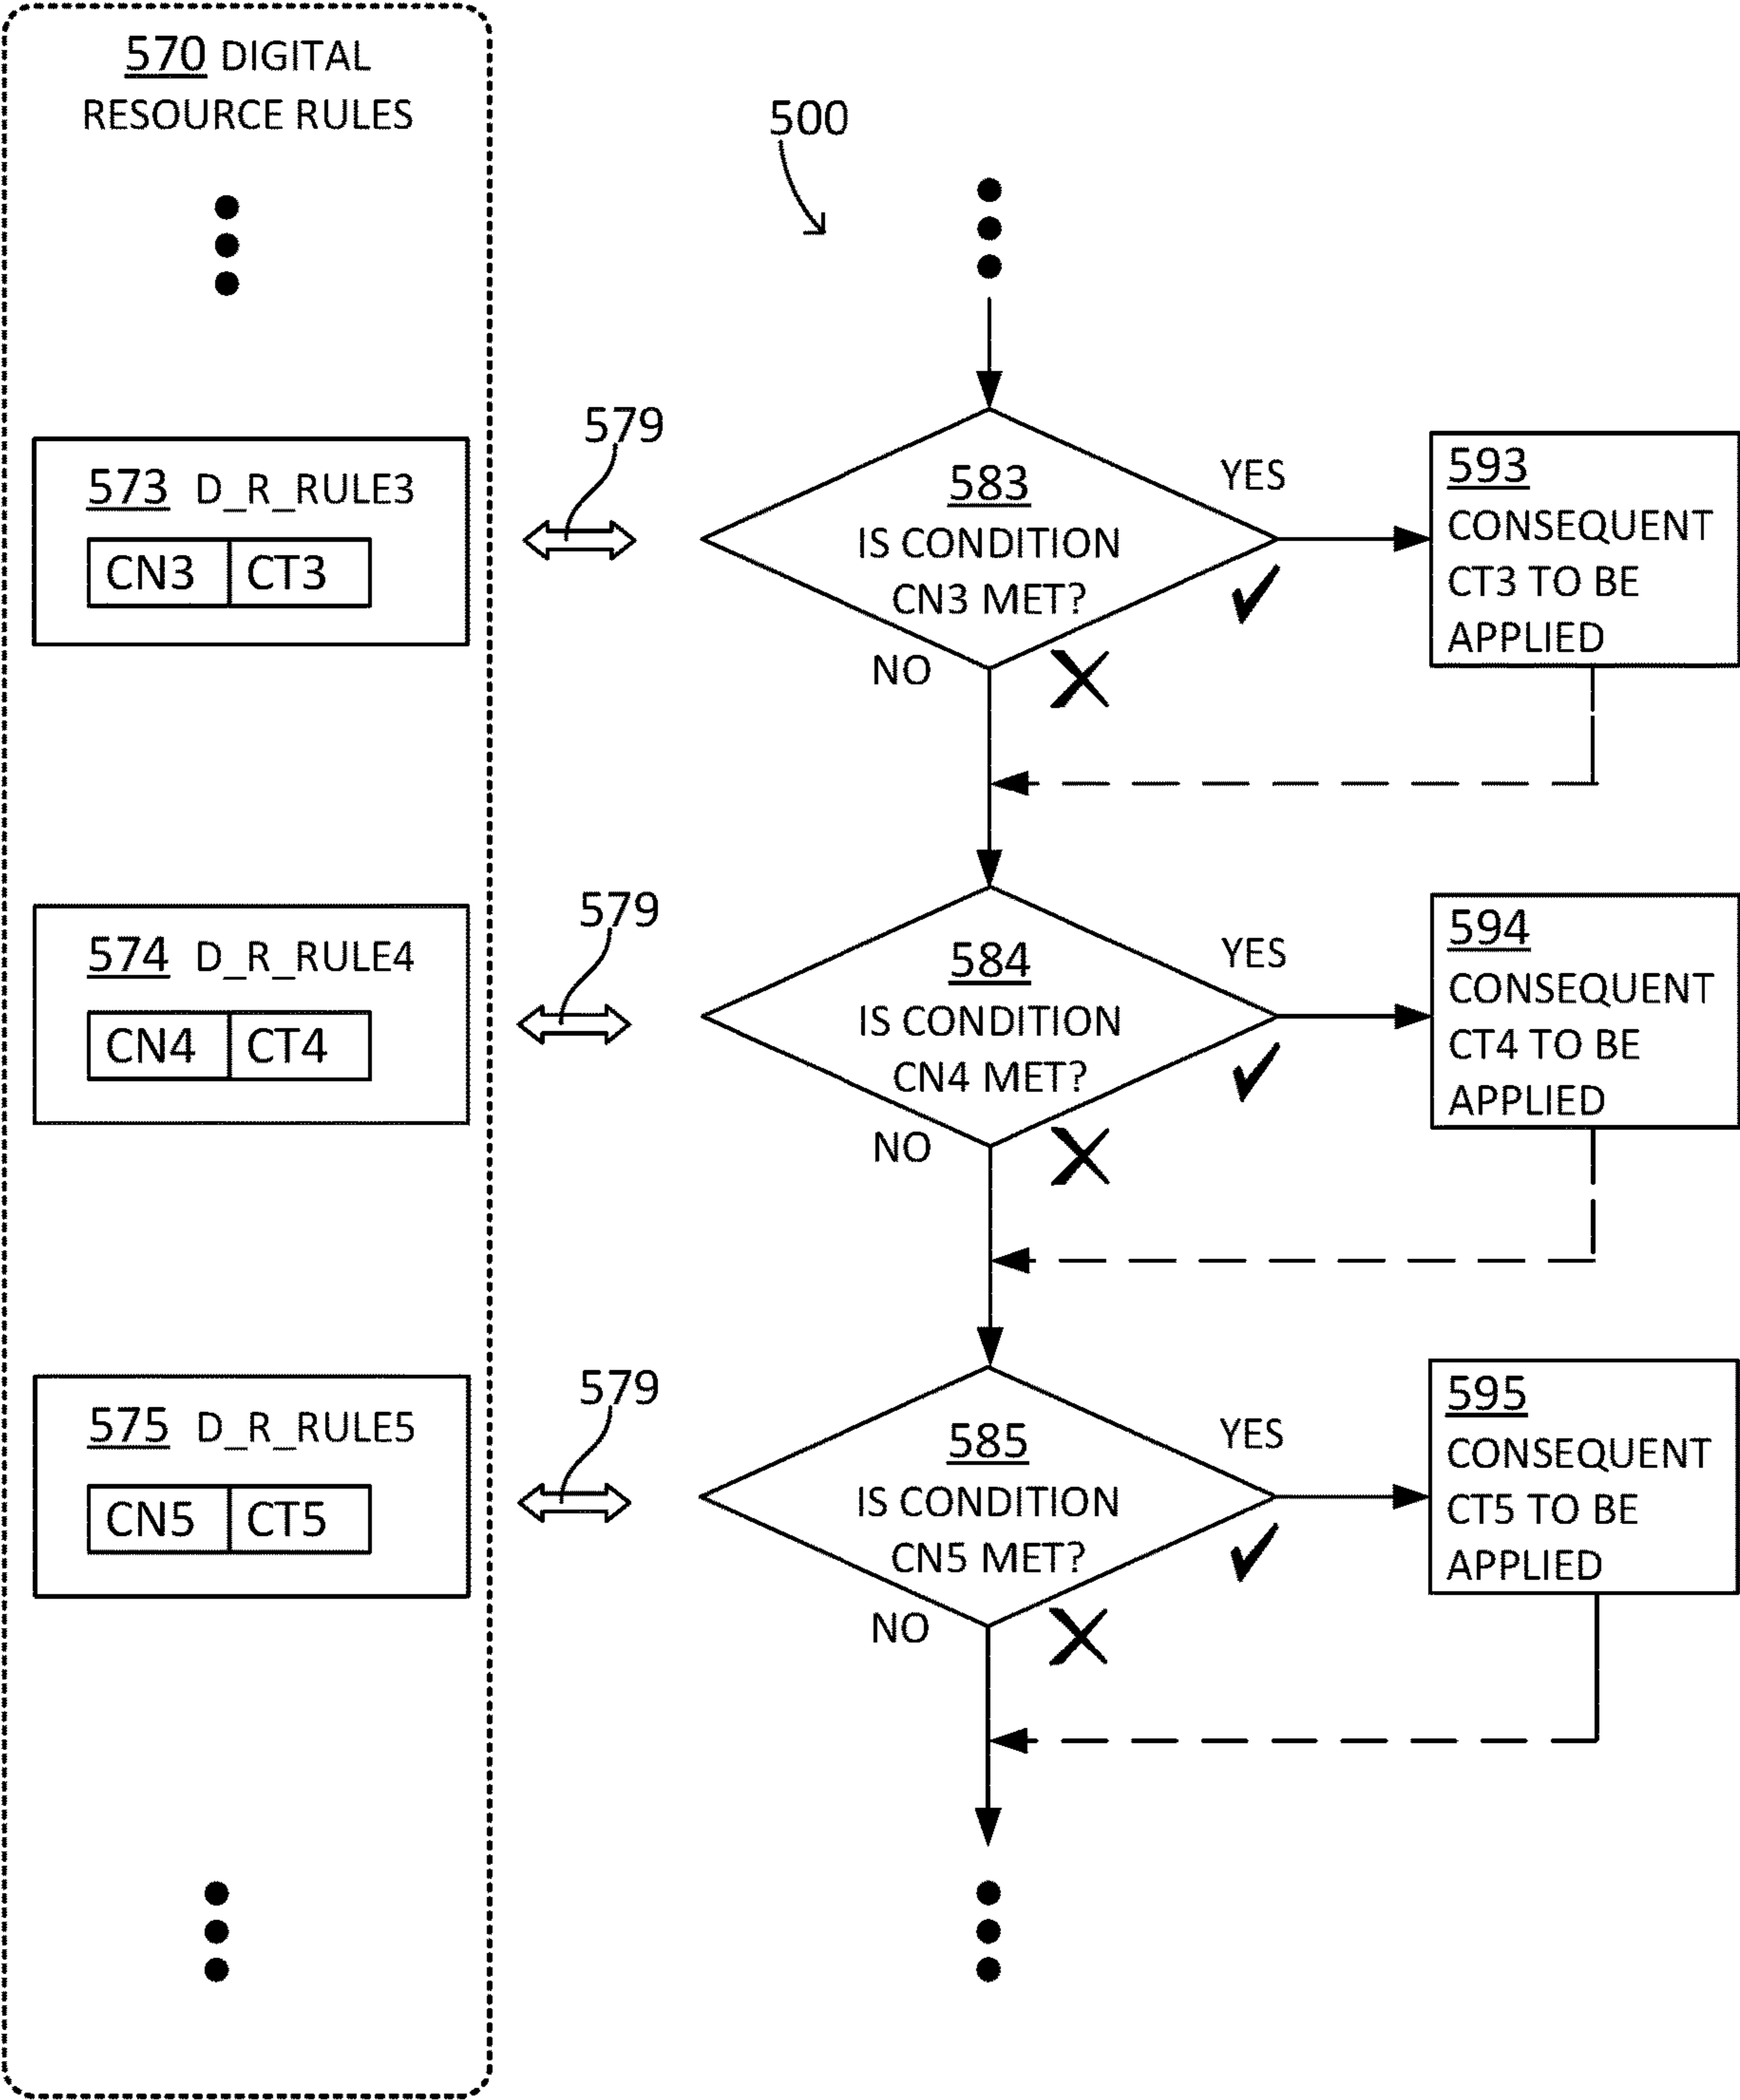 570 DIGITAL
RESOURCE RULES
500
579
573 D_R_RULE3
CN3 CT3
583
IS CONDITION
CN3 MET?
YES
NO
593
CONSEQUENT
CT3 TO BE
APPLIED
579
574 D_R_RULE4
CN4 CT4
584
IS CONDITION
CN4 MET?
YES
NO
594
CONSEQUENT
CT4 TO BE
APPLIED
579
575 D_R_RULE5
CN5 CT5
585
IS CONDITION
CN5 MET?
YES
NO
595
CONSEQUENT
CT5 TO BE
APPLIED